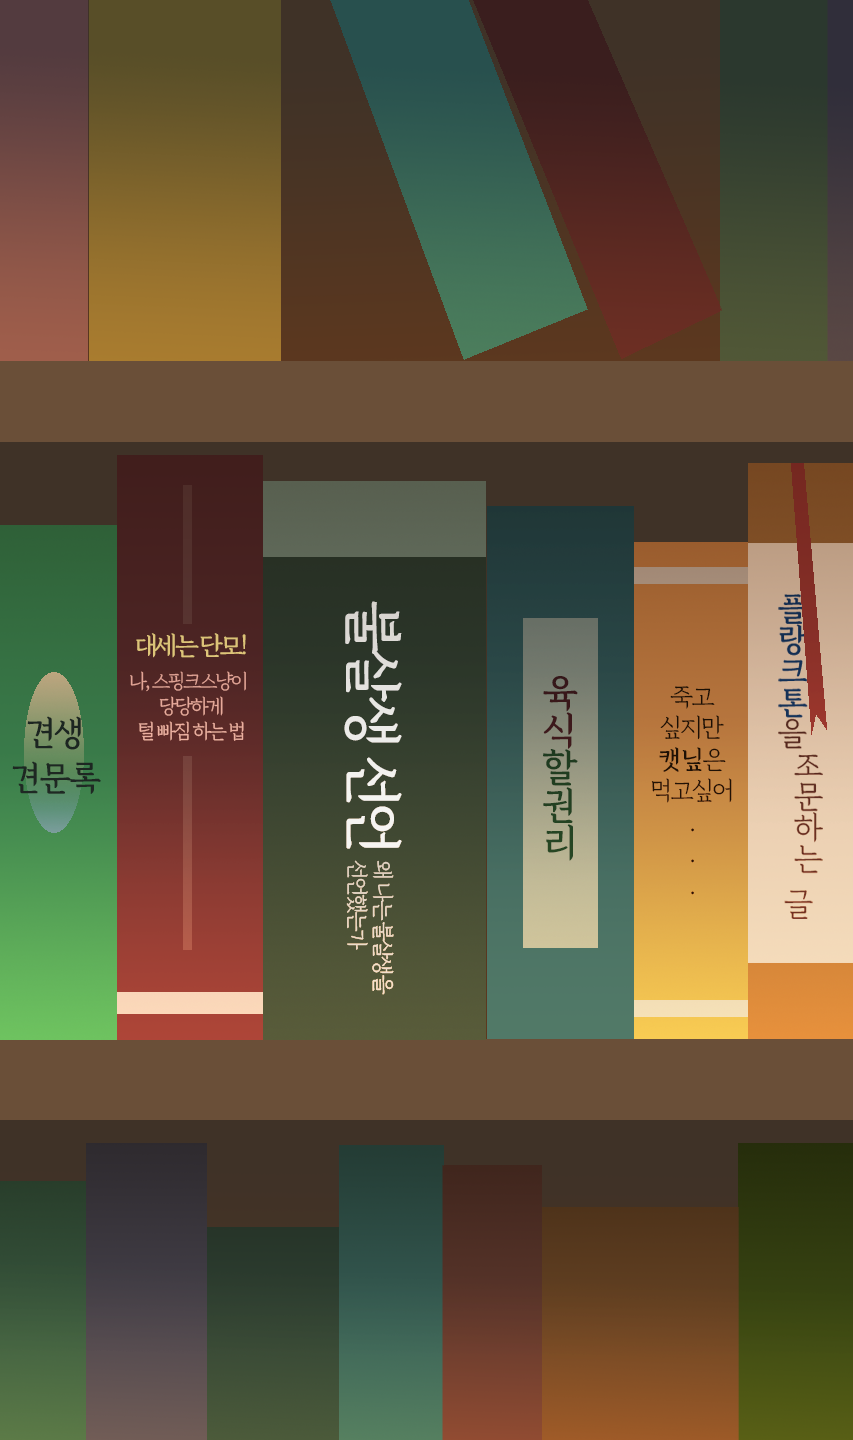 견생
견문록
대세는 단모!
나, 스핑크스냥이
당당하게
털 빠짐 하는 법
불살생 선언
왜 나는 불살생을
선언했는가
육식할권리
죽고
싶지만
캣닢은
먹고싶어
.
.
.
플랑크톤을
조문하는
글